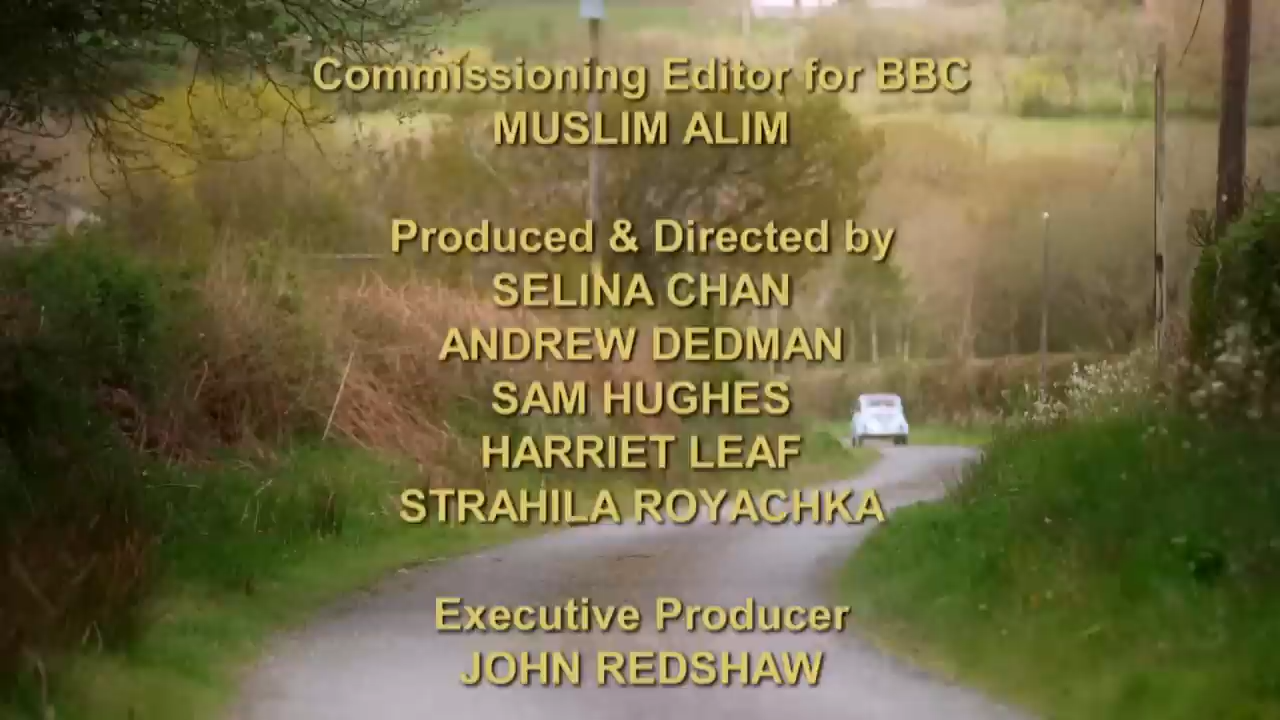 Commissioning Editor for BBC
MUSLIM ALIM
Produced & Directed by
SELINA CHAN
ANDREW DEDMAN
SAM HUGHES
HARRIET LEAF
STRAHILA ROYACHKA
Executive Producer
JOHN REDSHAW